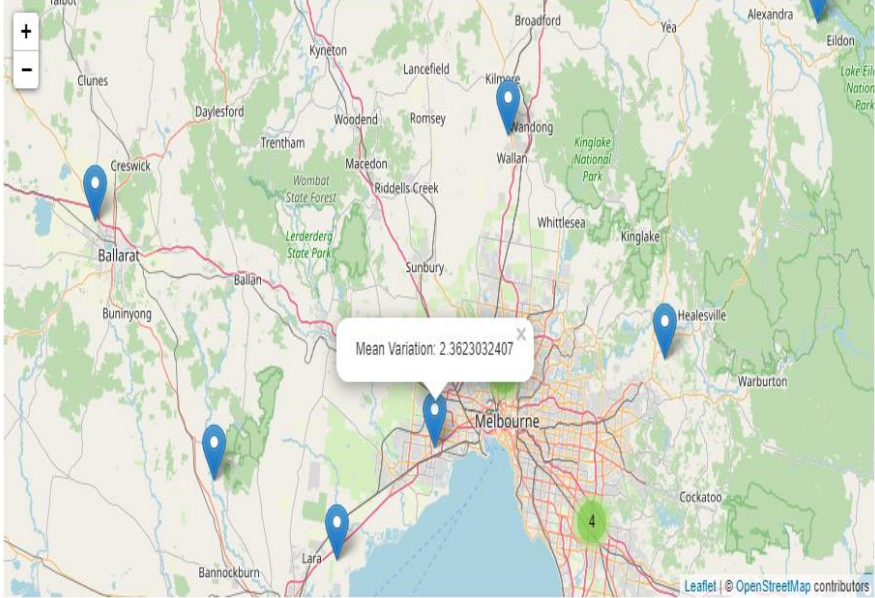 Talbot
Broadford
Yea
Alexandra
+
Kyneton
Eildon
−
Lancefield
Clunes
Kilmore
Lake Eil
Nation
Park
Daylesford
Woodend
Romsey
Wandong
Trentham
Kinglake
National
Park
Macedon
Wallan
Creswick
Wombat
State Forest
Riddells Creek
Whittlesea
Lerderderg
State Park
Kinglake
Ballarat
Sunbury
Ballan
Buninyong
Healesville
Mean Variation: 2.3623032407
×
Warburton
Melbourne
Cockatoo
4
Lara
Bannockburn
Leaflet | © OpenStreetMap contributors